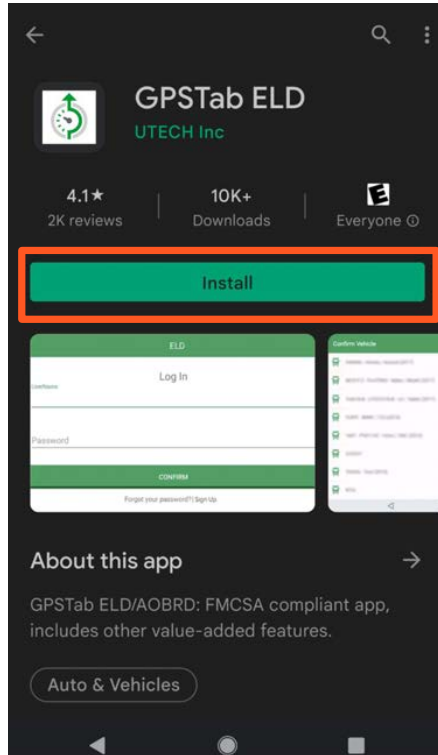 GPSTab ELD
UTECH Inc
4.1★
2K reviews
10K+
Downloads
E
Everyone
Install
ELD
Log In
UserName
Password
CONFIRM
Forgot your password? | Sign Up
Confirm Vehicle
About this app
GPSTab ELD/AOBRD: FMCSA compliant app,
includes other value-added features.
Auto & Vehicles